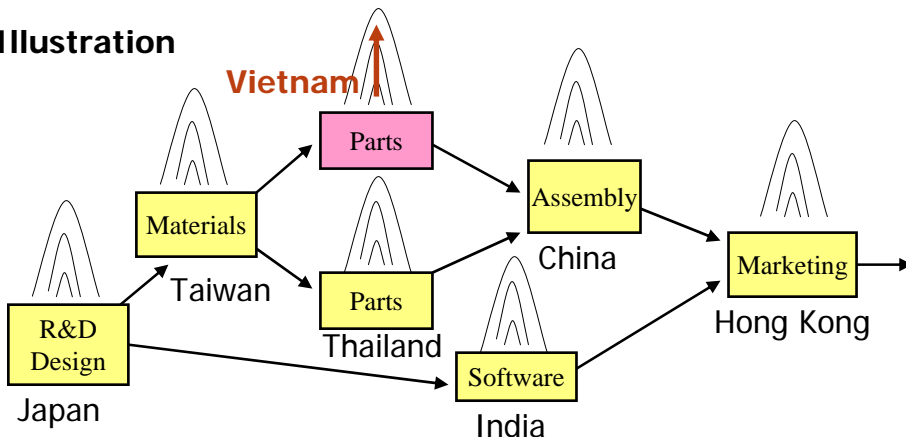 Illustration
Vietnam
Parts
Materials
Taiwan
Assembly
China
Parts
Thailand
Marketing
Hong Kong
R&D
Design
Japan
Software
India